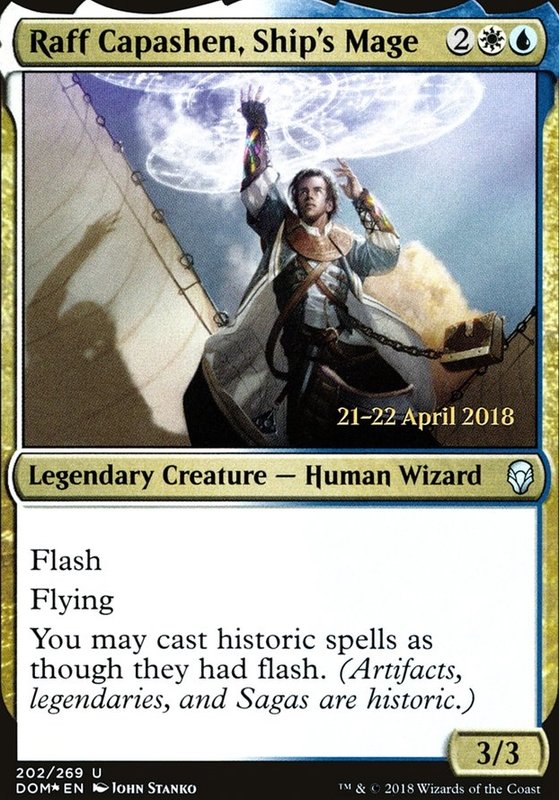 Raff Capashen, Ship's Mage 2
21–22 April 2018
Legendary Creature — Human Wizard
Flash
Flying
You may cast historic spells as
though they had flash. (Artifacts,
legendaries, and Sagas are historic.)
3/3
202/269 U
DOM★EN John Stanko
™ & © 2018 Wizards of the Coast